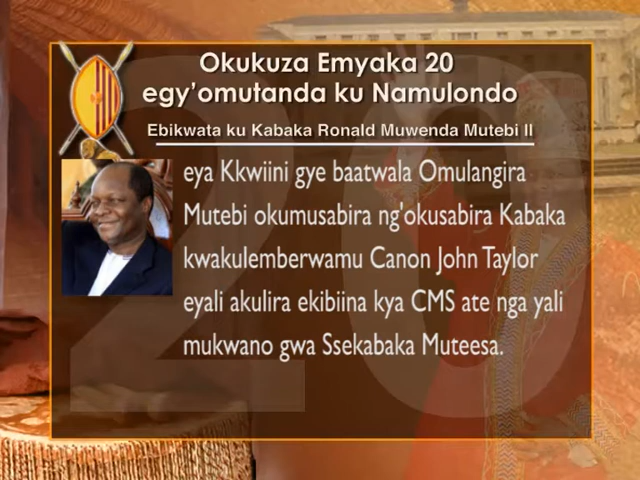 Okukuza Emyaka 20
egy'omutanda ku Namulondo
Ebikwata ku Kabaka Ronald Muwenda Mutebi II
eya Kkwiini gye baatwala Omulangira
Mutebi okumusabira ng'okusabira Kabaka
kwakulemberwamu Canon John Taylor
eyali akulira ekibiina kya CMS ate nga yali
mukwano gwa Ssekabaka Muteesa.
20